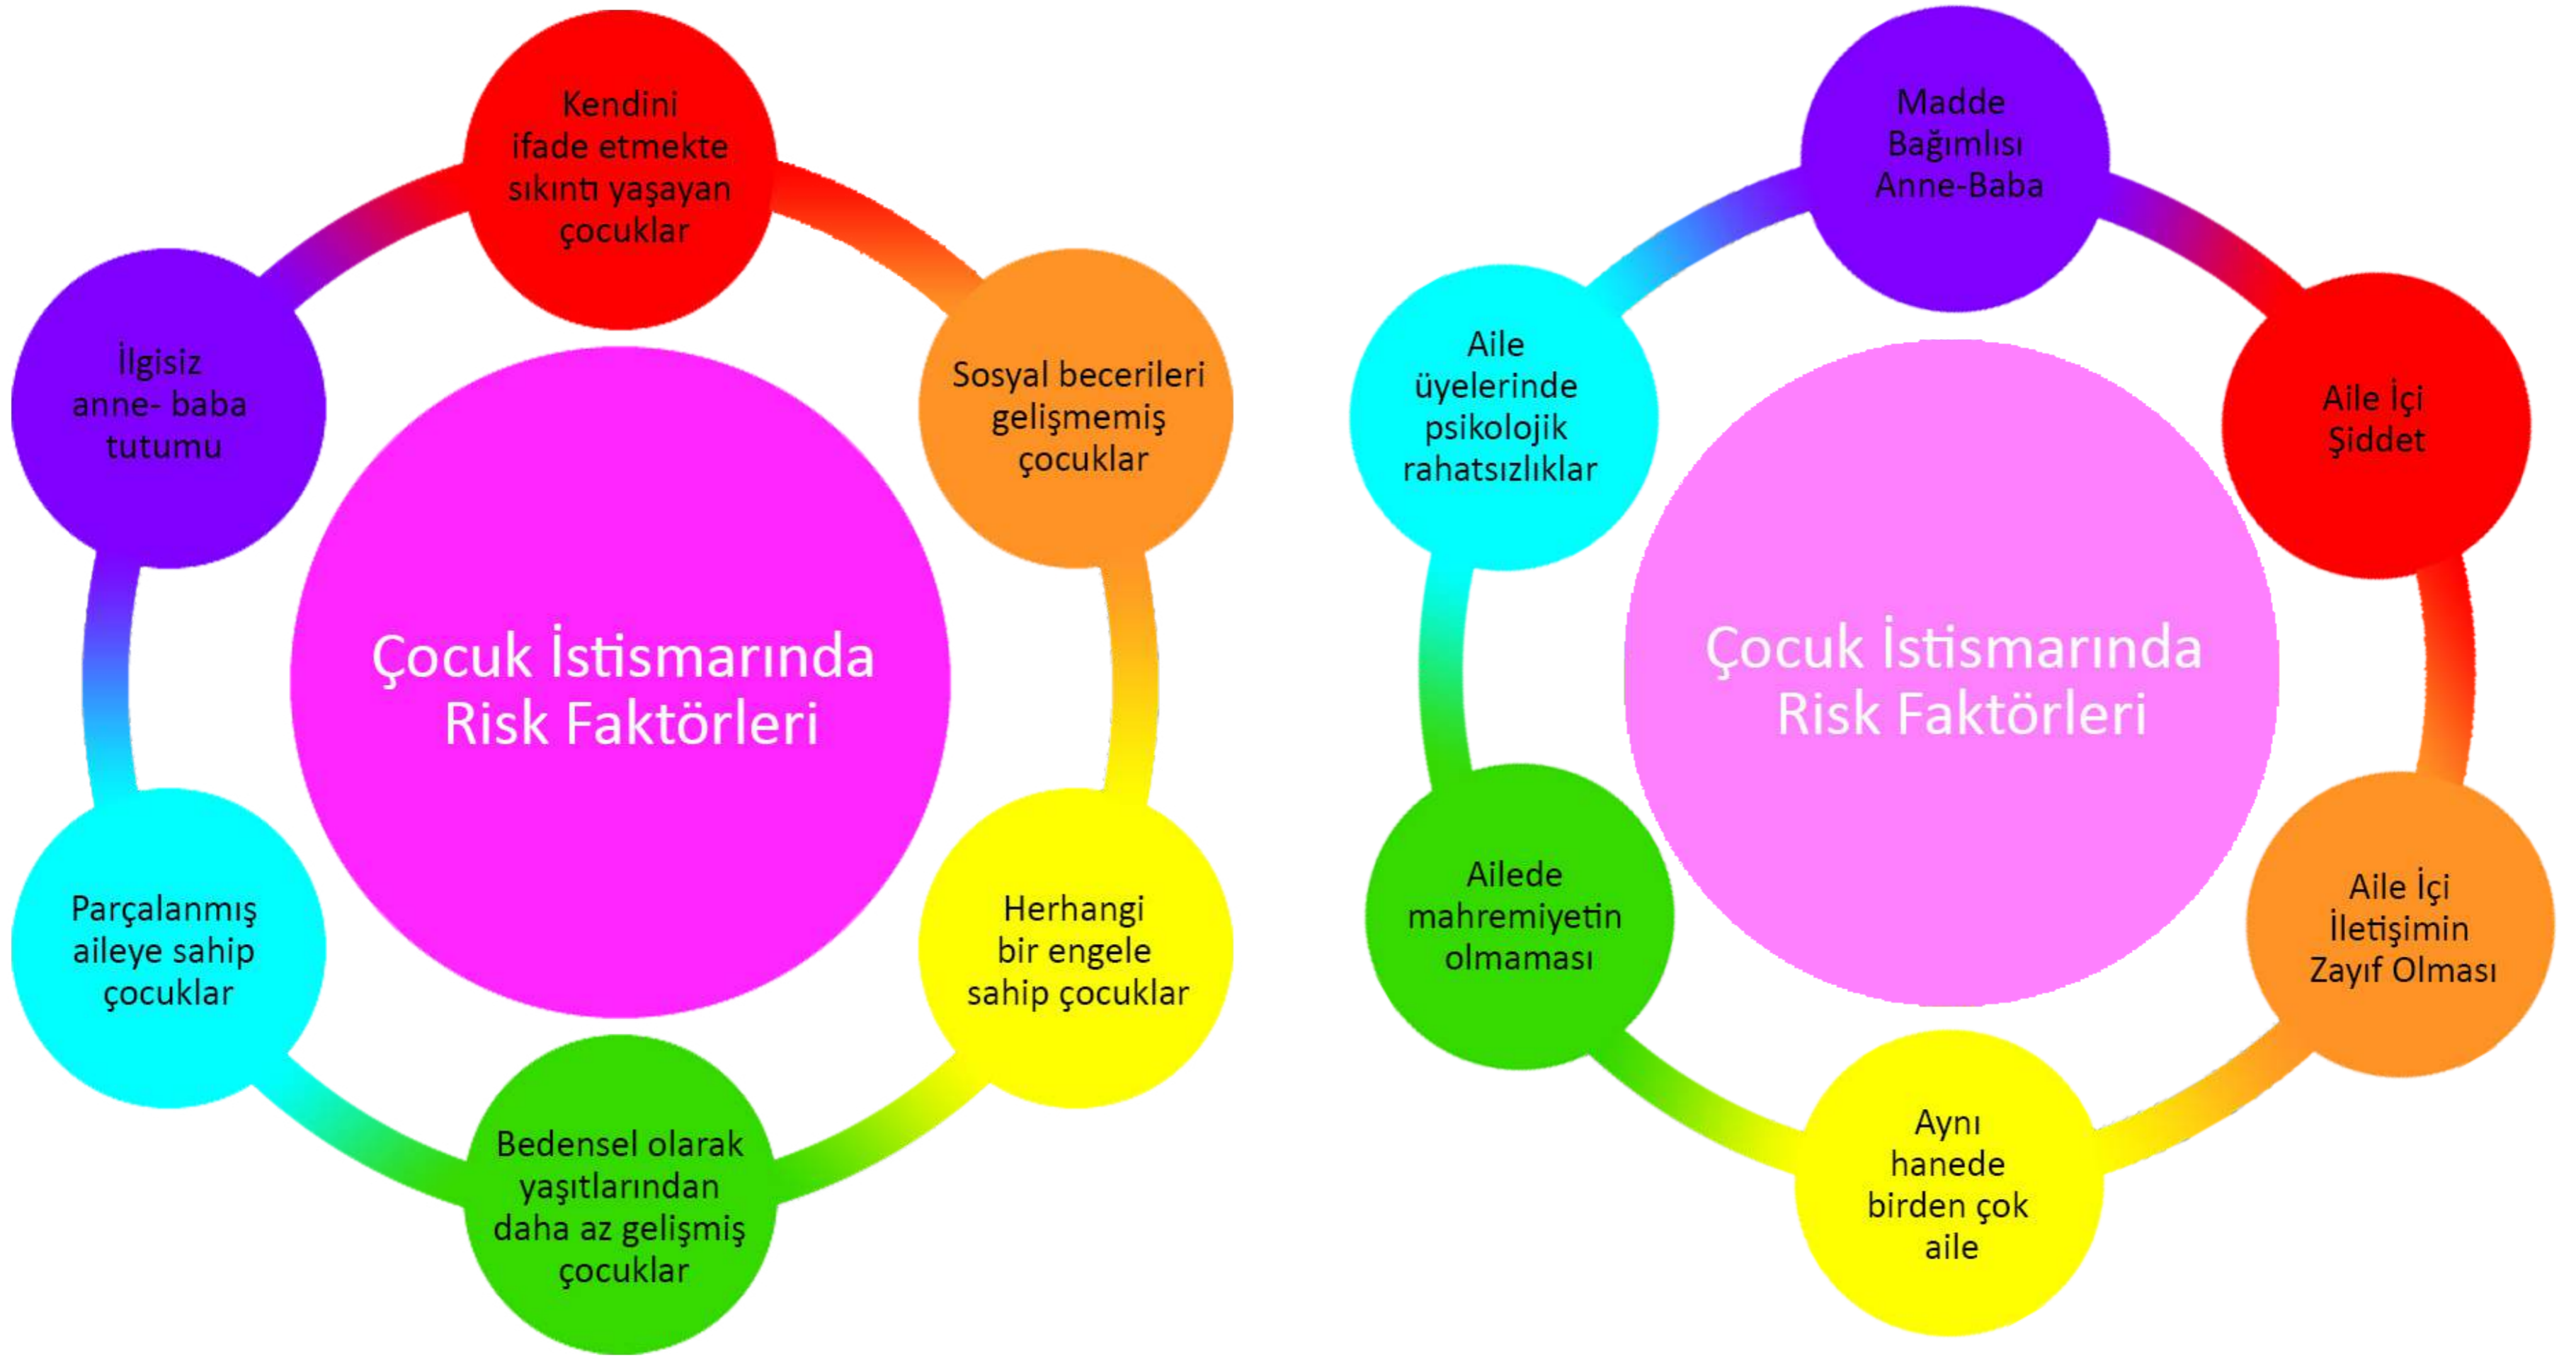 Kendini
ifade etmekte
sıkıntı yaşayan
çocuklar
Sosyal becerileri
gelişmemiş
çocuklar
Herhangi
bir engele
sahip çocuklar
Bedensel olarak
yaşıtlarından
daha az gelişmiş
çocuklar
Parçalanmış
aileye sahip
çocuklar
İlgisiz
anne- baba
tutumu
Çocuk İstismarında
Risk Faktörleri
Madde
Bağımlısı
Anne-Baba
Aile İçi
Şiddet
Aile İçi
İletişimin
Zayıf Olması
Aynı
hanede
birden çok
aile
Ailede
mahremiyetin
olmaması
Aile
üyelerinde
psikolojik
rahatsızlıklar
Çocuk İstismarında
Risk Faktörleri